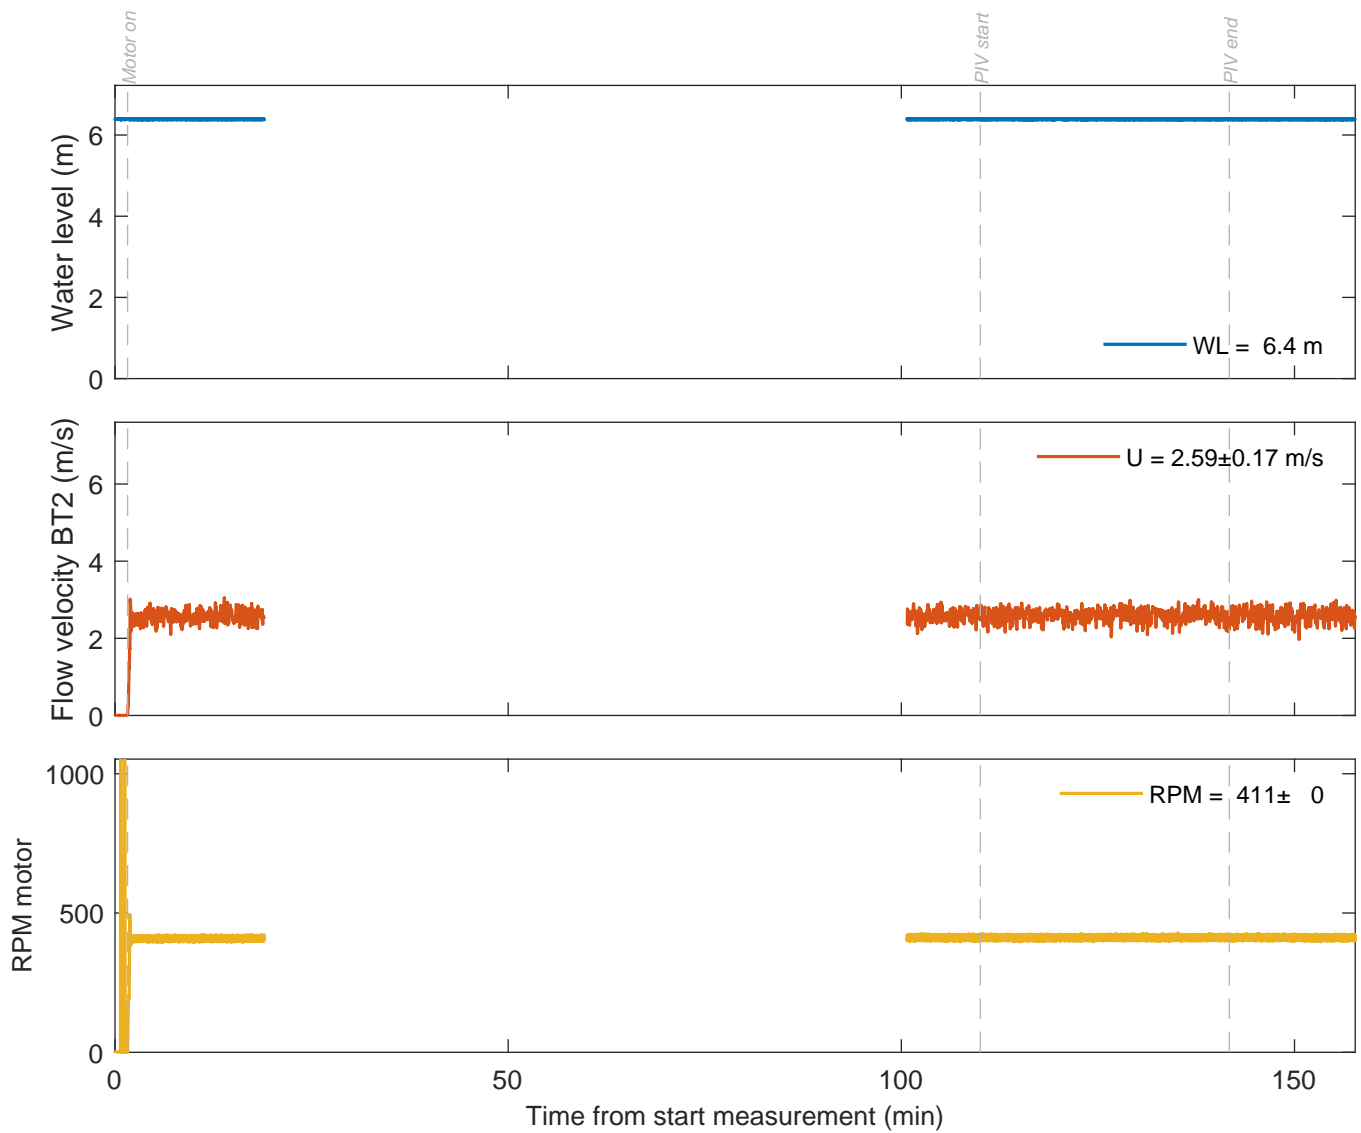 Motor on
PIV start
PIV end
Water level (m)
6
4
2
0
WL = 6.4 m
Flow velocity BT2 (m/s)
6
4
2
0
U = 2.59±0.17 m/s
RPM motor
1000
500
0
RPM = 411± 0
0
50
100
150
Time from start measurement (min)